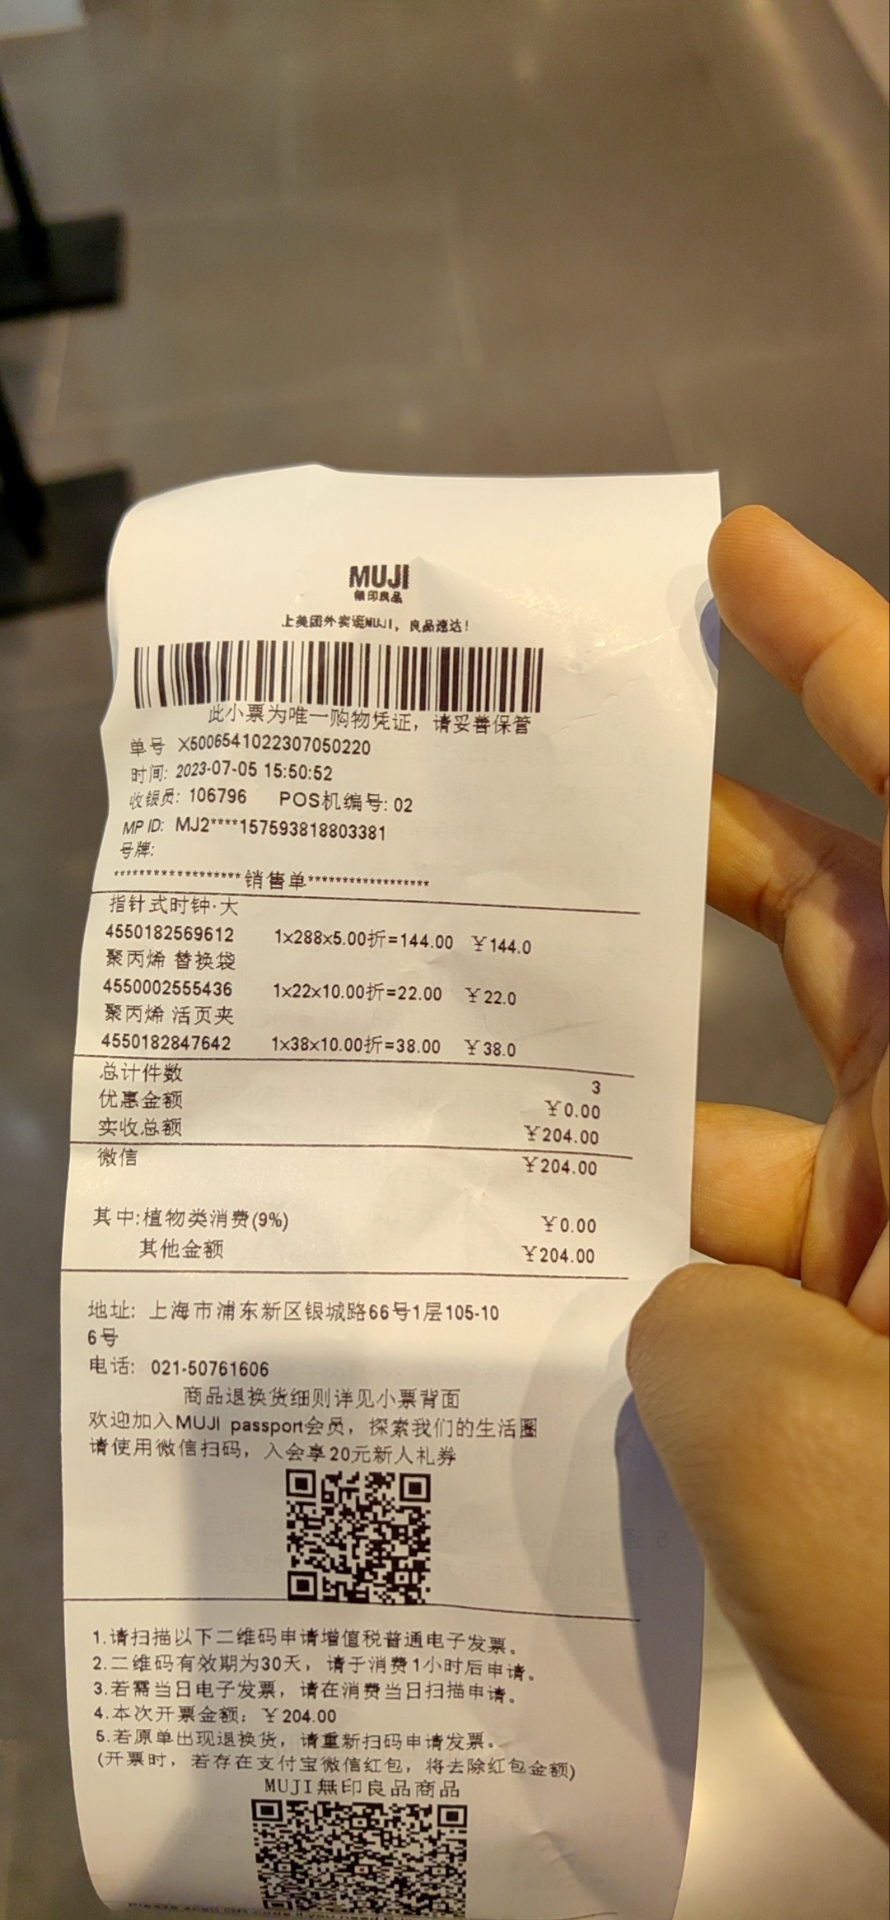 MUJI
無印良品
上美团外卖逛MUJI，良品速达！
此小票为唯一购物凭证，请妥善保管
单号 X5006541022307050220
时间: 2023-07-05 15:50:52
收银员: 106796 POS机编号: 02
MP ID: MJ2****157593818803381
号牌:
******************销售单******************
指针式时钟·大
4550182569612 1x288x5.00折=144.00 ￥144.0
聚丙烯 替换袋
4550002555436 1x22x10.00折=22.00 ￥22.0
聚丙烯 活页夹
4550182847642 1x38x10.00折=38.00 ￥38.0
总计件数 3
优惠金额 ￥0.00
实收总额 ￥204.00
微信 ￥204.00
其中:植物类消费(9%) ￥0.00
其他金额 ￥204.00
地址: 上海市浦东新区银城路66号1层105-10
6号
电话: 021-50761606
商品退换货细则详见小票背面
欢迎加入MUJI passport会员，探索我们的生活圈
请使用微信扫码，入会享20元新人礼券
1.请扫描以下二维码申请增值税普通电子发票。
2.二维码有效期为30天，请于消费1小时后申请。
3.若需当日电子发票，请在消费当日扫描申请。
4.本次开票金额: ￥204.00
5.若原单出现退换货，请重新扫码申请发票。
(开票时，若存在支付宝微信红包，将去除红包金额)
MUJI無印良品商品